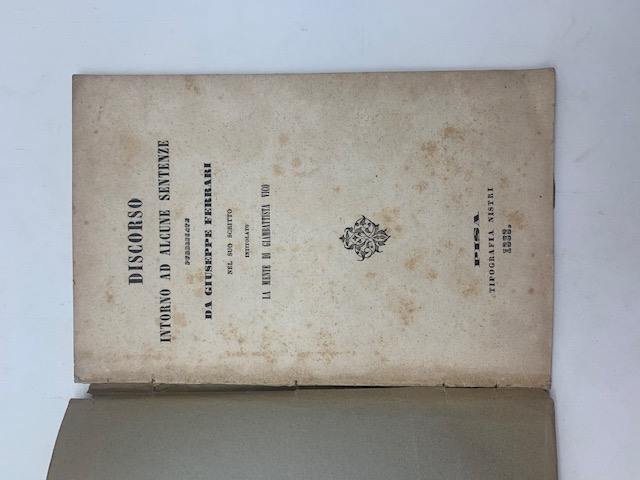 DISCORSO
INTORNO AD ALCUNE SENTENZE
DA GIUSEPPE FERRARI
NEL SUO SCRITTO
INTITOLATO
LA MENTE DI GIAMBATTISTA VICO
PISA
TIPOGRAFIA NISTRI